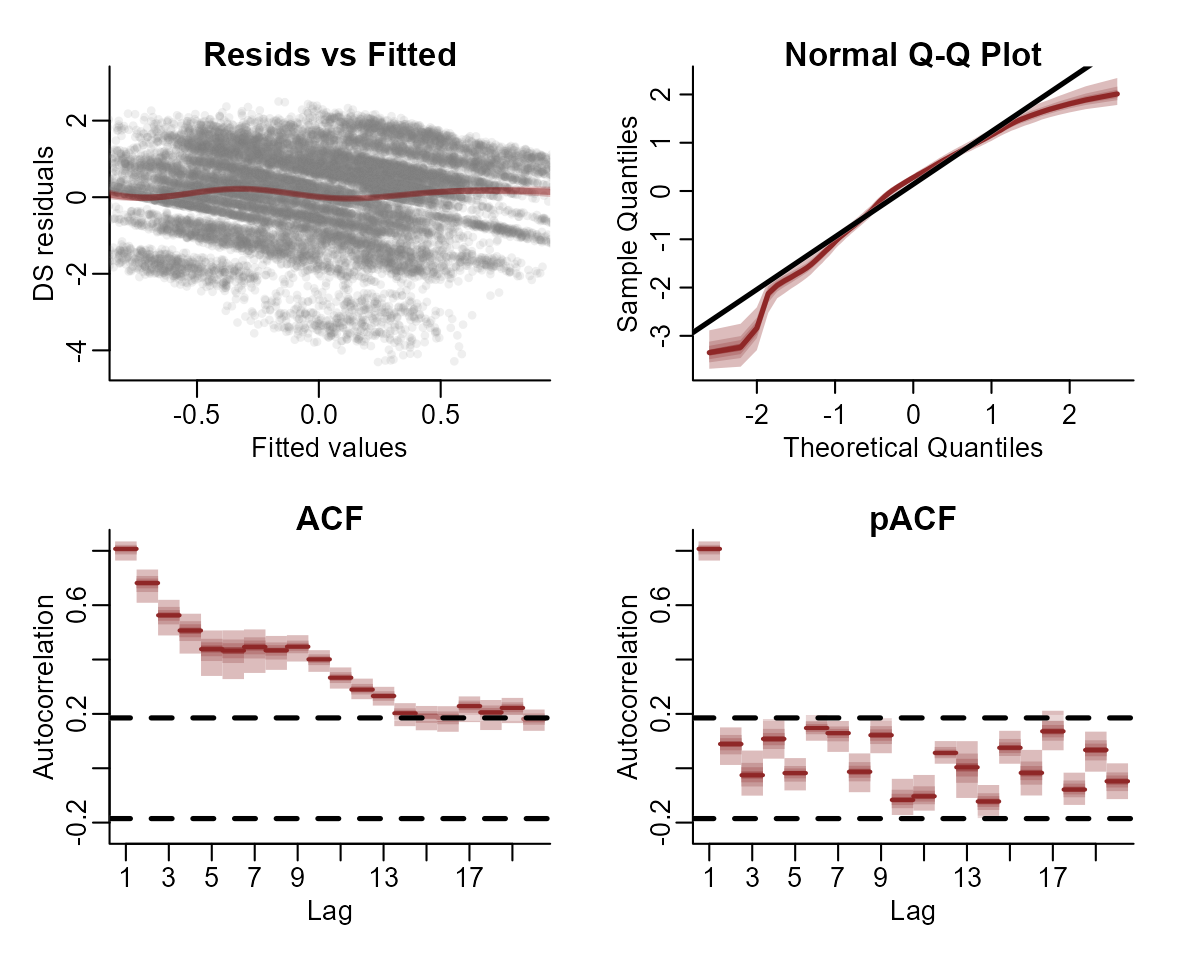 Resids vs Fitted
DS residuals
2
0
-2
-4
-0.5 0.0 0.5
Fitted values
Normal Q-Q Plot
Sample Quantiles
2
1
0
-1
-2
-3
-2 -1 0 1 2
Theoretical Quantiles
ACF
Autocorrelation
0.6
0.2
-0.2
1 3 5 7 9 13 17
Lag
pACF
Autocorrelation
0.6
0.2
-0.2
1 3 5 7 9 13 17
Lag